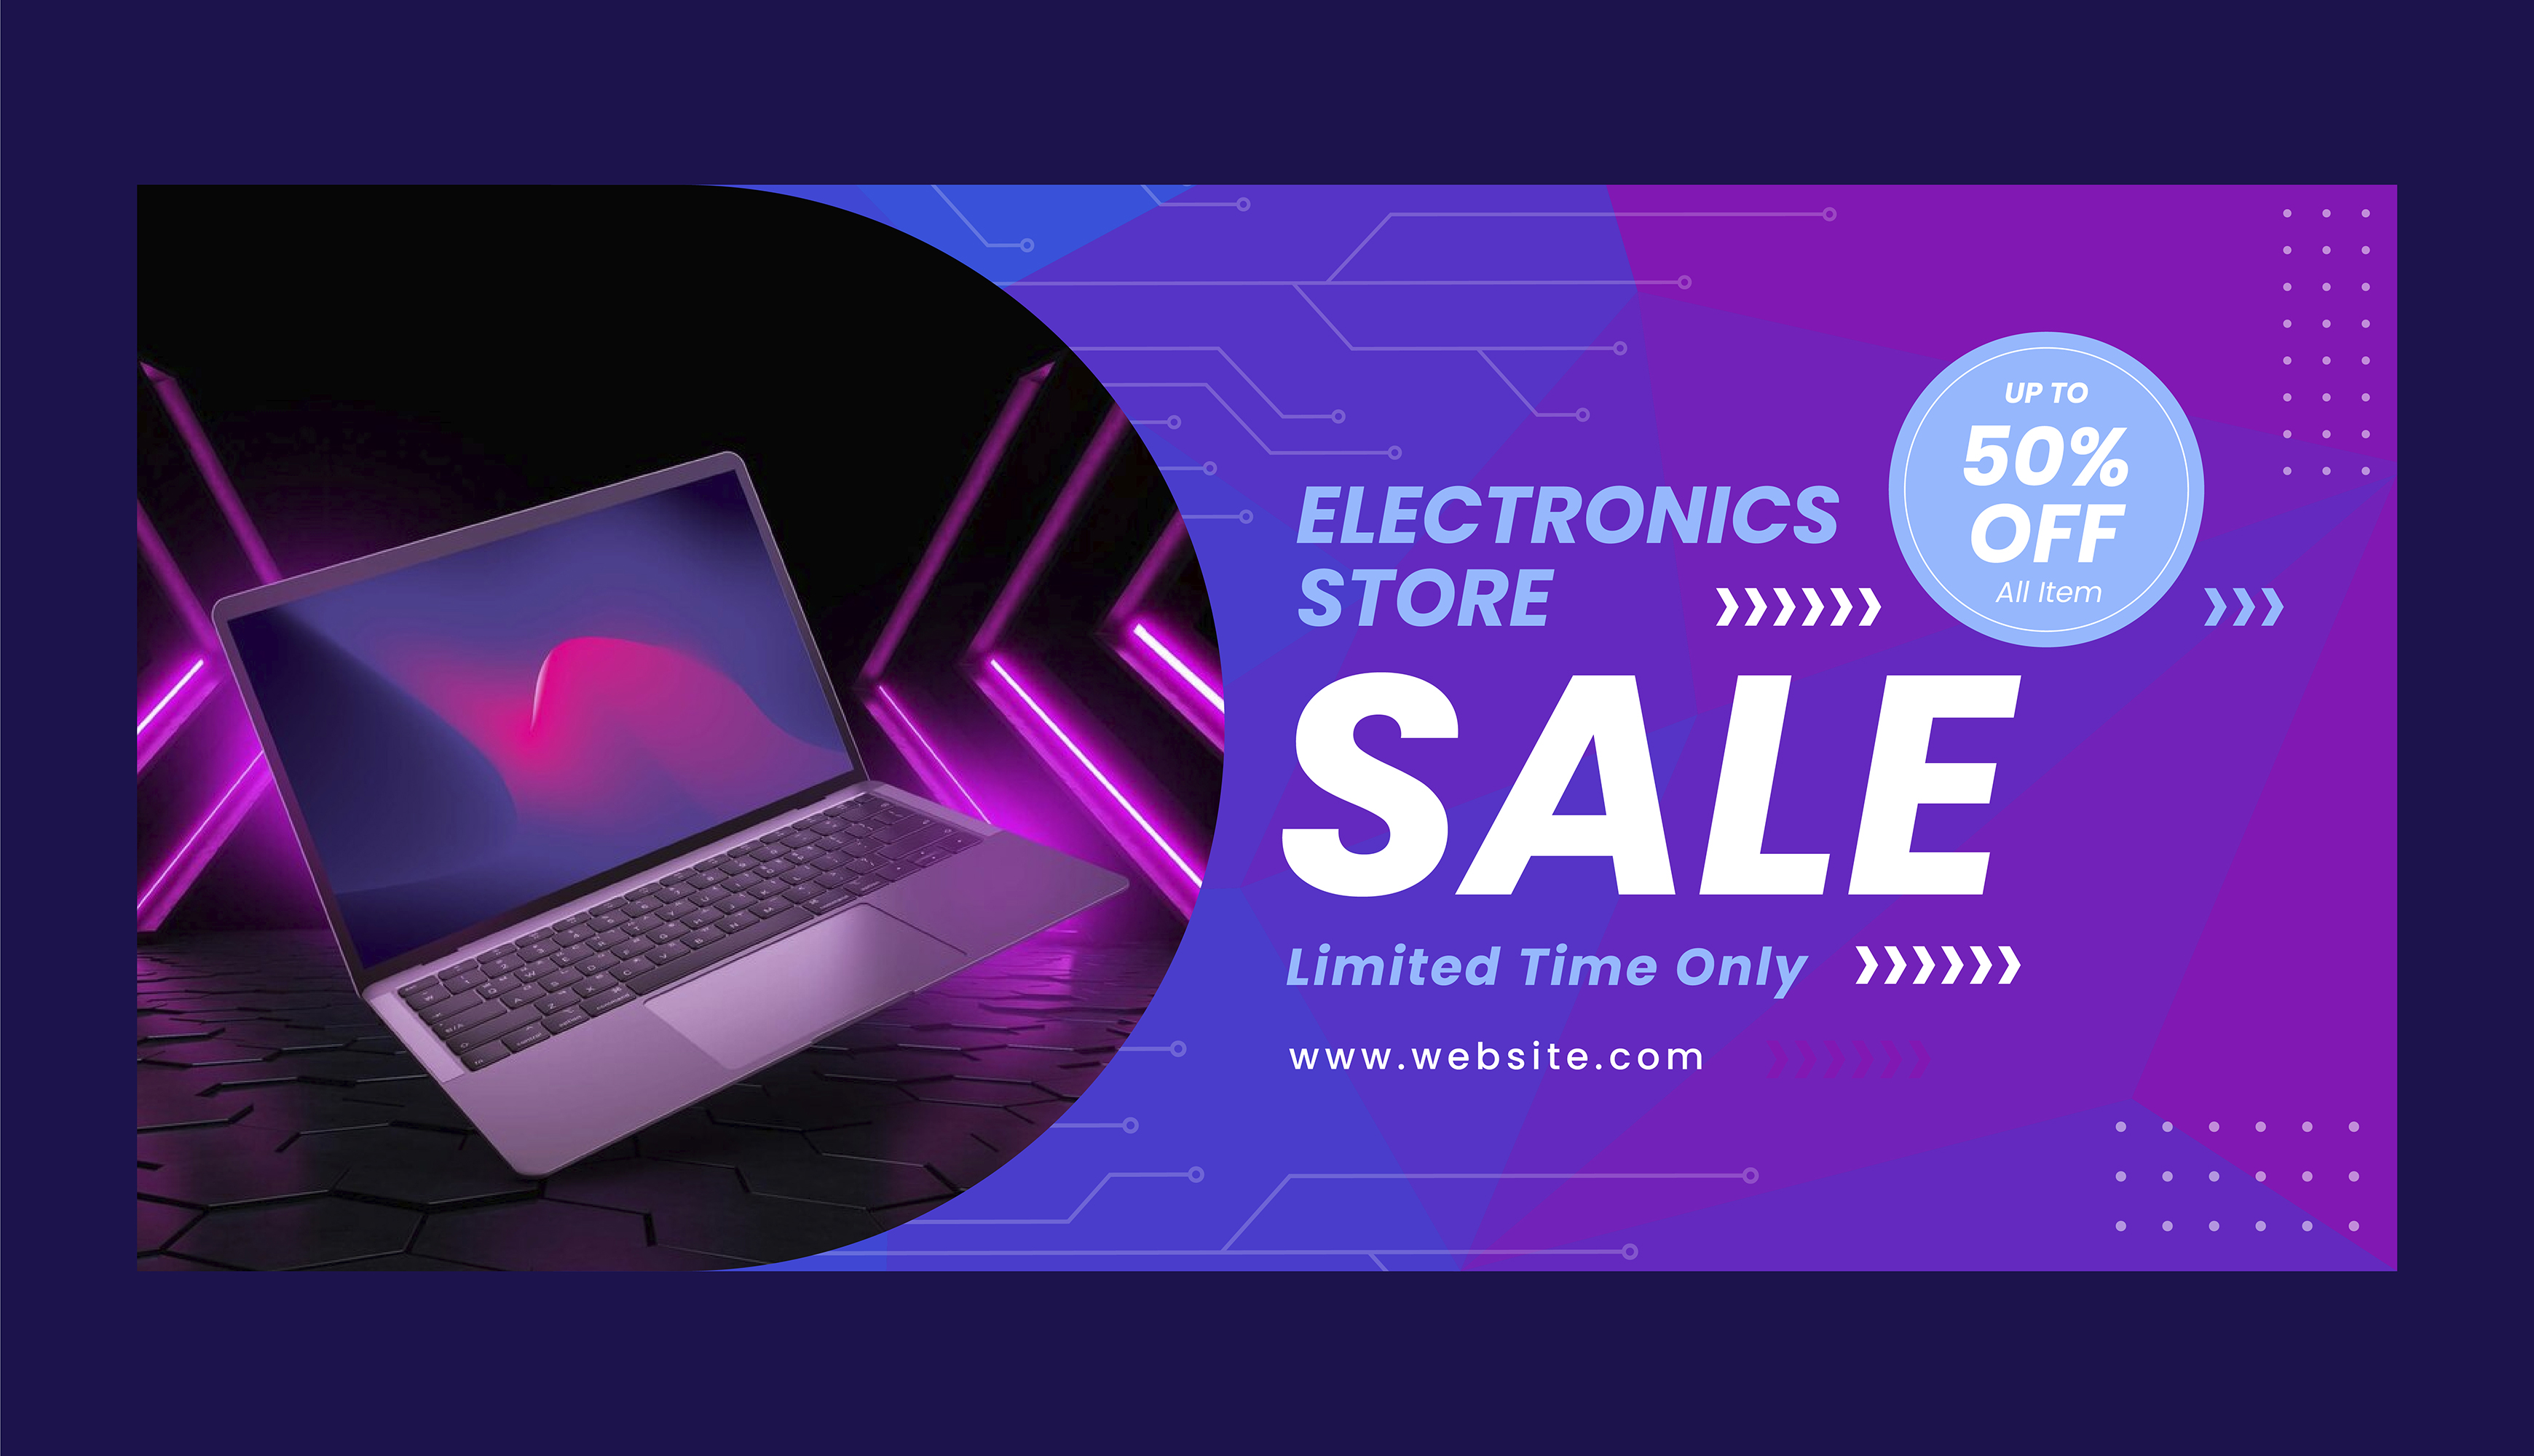 UP TO
50%
OFF
All Item
ELECTRONICS
STORE
SALE
Limited Time Only
www.website.com